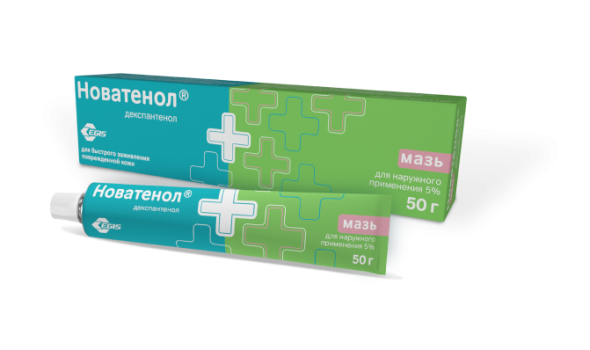 Новатенол®
декспантенол
EGIS
для быстрого заживления
поврежденной кожи
мазь
для наружного
применения 5%
50 г
Новатенол®
декспантенол
EGIS
мазь
для наружного
применения 5%
50 г